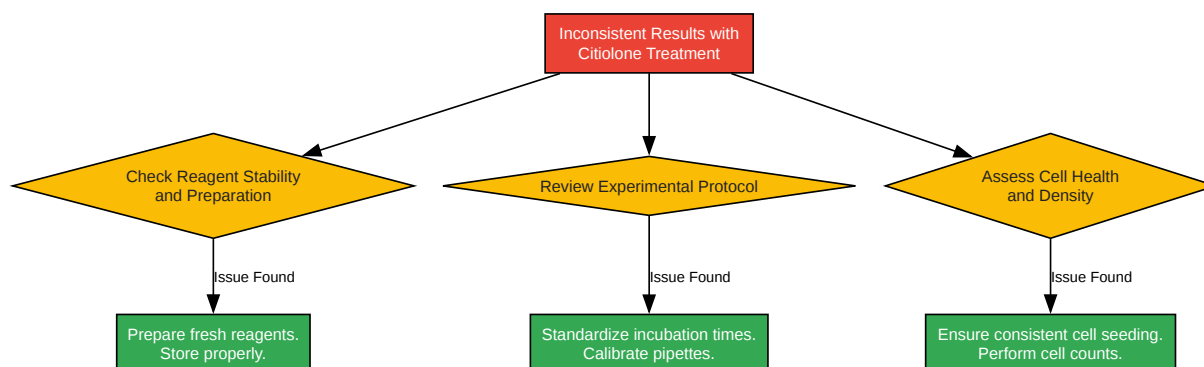 Inconsistent Results with
Citiolone Treatment
Check Reagent Stability
and Preparation
Review Experimental Protocol
Assess Cell Health
and Density
Issue Found
Issue Found
Issue Found
Prepare fresh reagents.
Store properly.
Standardize incubation times.
Calibrate pipettes.
Ensure consistent cell seeding.
Perform cell counts.